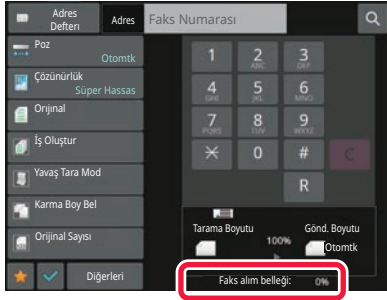 Adres
Defteri
Adres
Faks Numarası
Poz
Otomtk
Çözünürlük
Süper Hassas
Orijinal
İş Oluştur
Yavaş Tara Mod
Karma Boy Bel
Orijinal Sayısı
Diğerleri
1
2
ABC
3
DEF
4
GHI
5
JKL
6
MNO
7
PQRS
8
TUV
9
WXYZ
0
#
C
R
Tarama Boyutu
100%
Gönd. Boyutu
Otomtk
Faks alım belleği: 0%